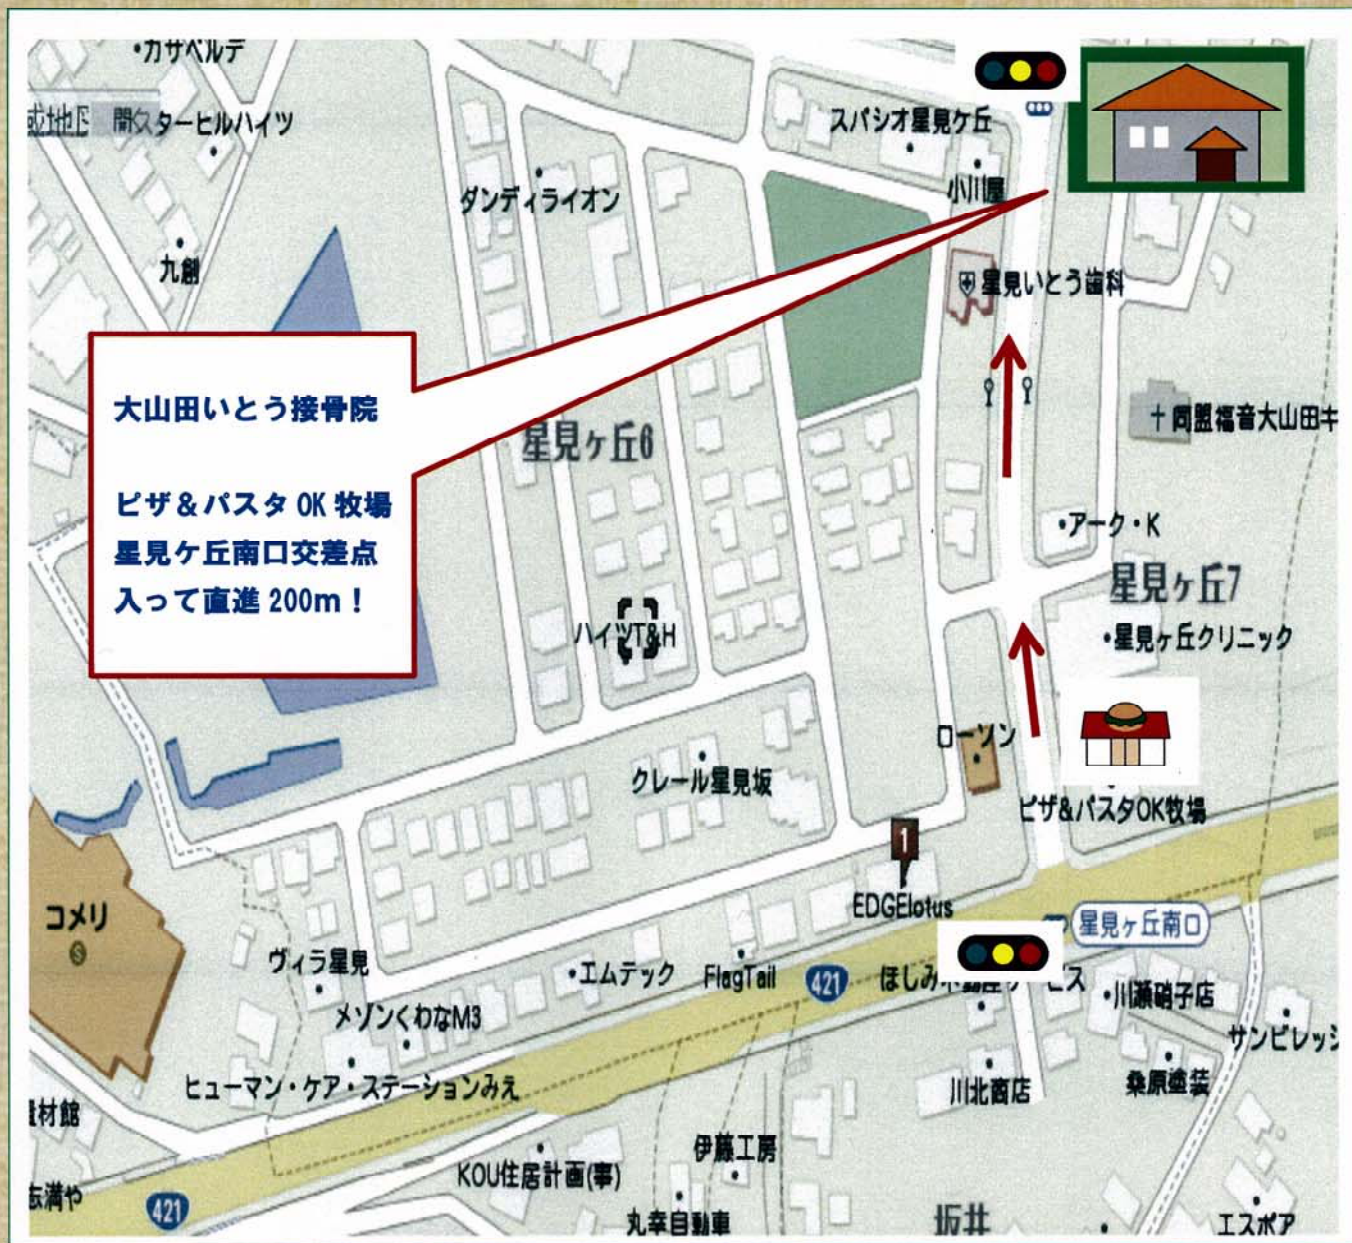 カサベルデ
スターヒルハイツ
スパシオ星見ケ丘
小川屋
ダンディライオン
九創
星見いとう歯科
大山田いとう接骨院
ピザ＆パスタ OK 牧場
星見ケ丘南口交差点
入って直進 200m！
星見ヶ丘6
同盟福音大山田キ
アーク・K
星見ヶ丘7
ハイツT&H
星見ヶ丘クリニック
ローソン
クレール星見坂
ピザ&パスタOK牧場
1
EDGElotus
コメリ
S
星見ヶ丘南口
ヴィラ星見
エムテック
FlagTail
421
川瀬硝子店
メゾンくわなM3
サンビレッジ
ヒューマン・ケア・ステーションみえ
川北商店
桑原塗装
材館
伊藤工房
KOU住居計画(事)
志満や
421
丸幸自動車
坂井
エスポア